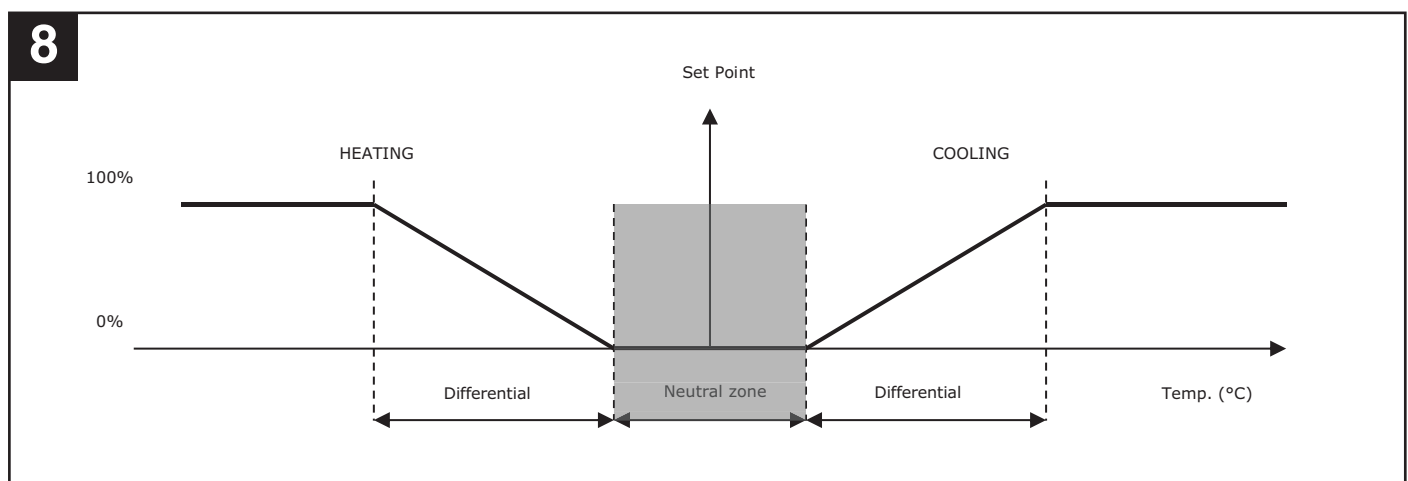 8
Set Point
HEATING
COOLING
100%
0%
Differential
Neutral zone
Differential
Temp. (°C)